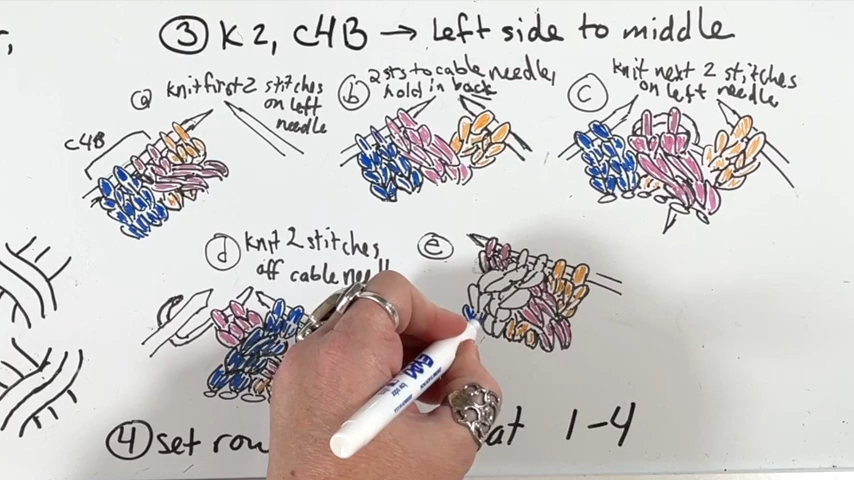 ③ K2, C4B → left side to middle
ⓐ knit first 2 stitches
on left
needle
C4B
ⓑ 2 sts to cable needle,
hold in back
ⓒ knit next 2 stitches
on left needle
ⓓ knit 2 stitches
off cable
ⓔ
④ set row
at 1-4
EXPO